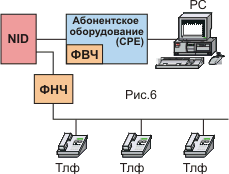 NID
Абонентское
оборудование
(CPE)
ФВЧ
PC
ФНЧ
Рис.6
Тлф
Тлф
Тлф